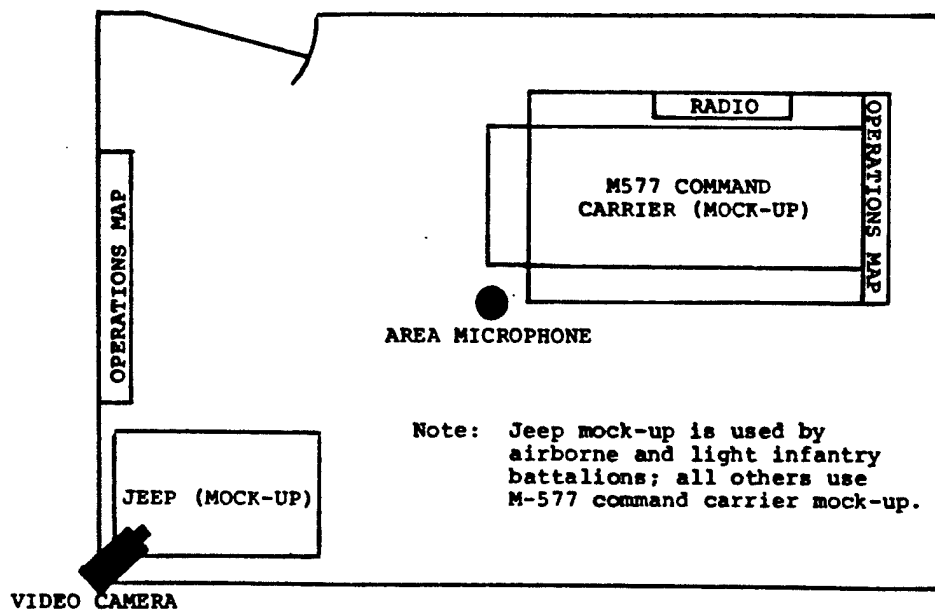 RADIO
OPERATIONS MAP
M577 COMMAND
CARRIER (MOCK-UP)
OPERATIONS MAP
AREA MICROPHONE
Note: Jeep mock-up is used by
airborne and light infantry
battalions; all others use
M-577 command carrier mock-up.
JEEP (MOCK-UP)
VIDEO CAMERA